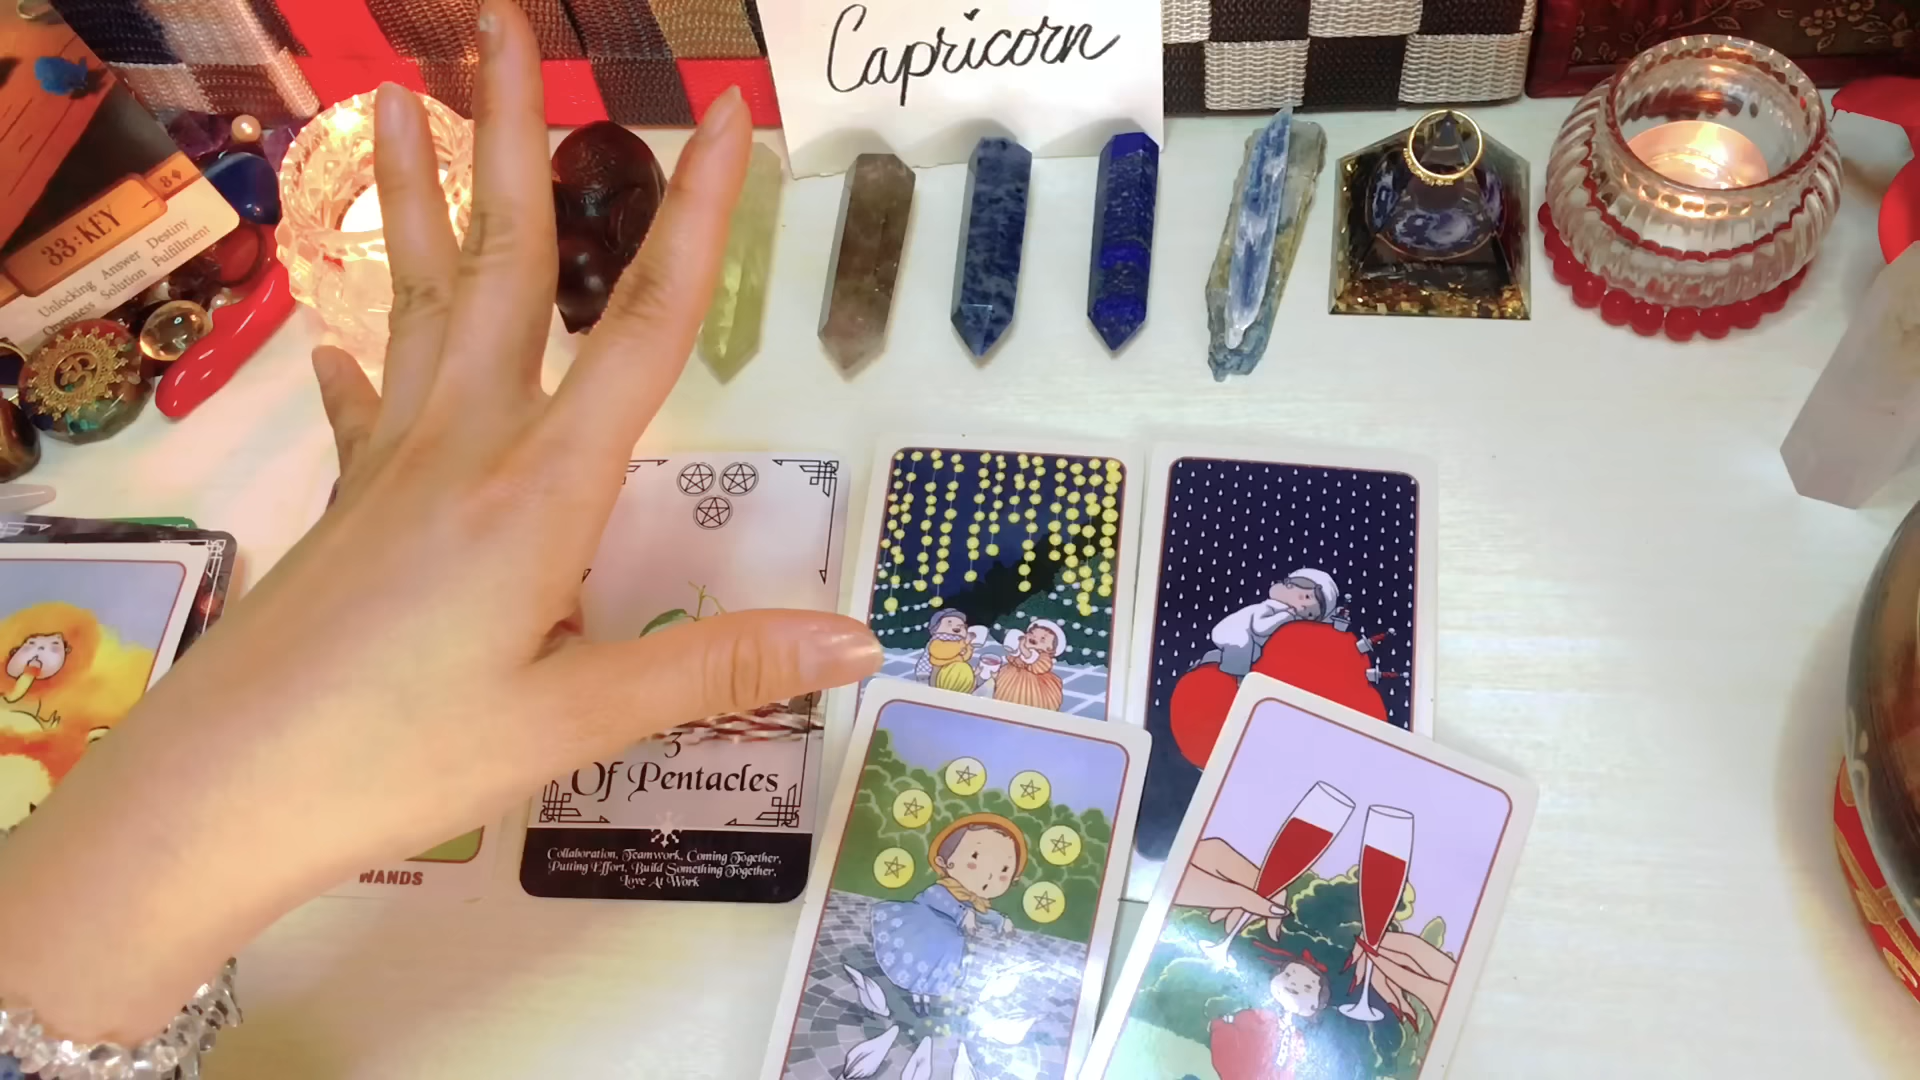 Capricorn
8♦
33:KEY
Unlocking Answer Destiny
Openness Solution Fulfillment
WANDS
3
Of Pentacles
Collaboration, Teamwork, Coming Together,
Putting Effort, Build Something Together,
Love At Work